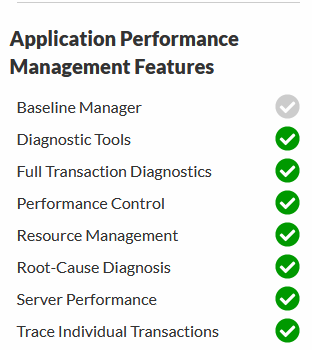 Application Performance
Management Features
Baseline Manager
Diagnostic Tools
Full Transaction Diagnostics
Performance Control
Resource Management
Root-Cause Diagnosis
Server Performance
Trace Individual Transactions